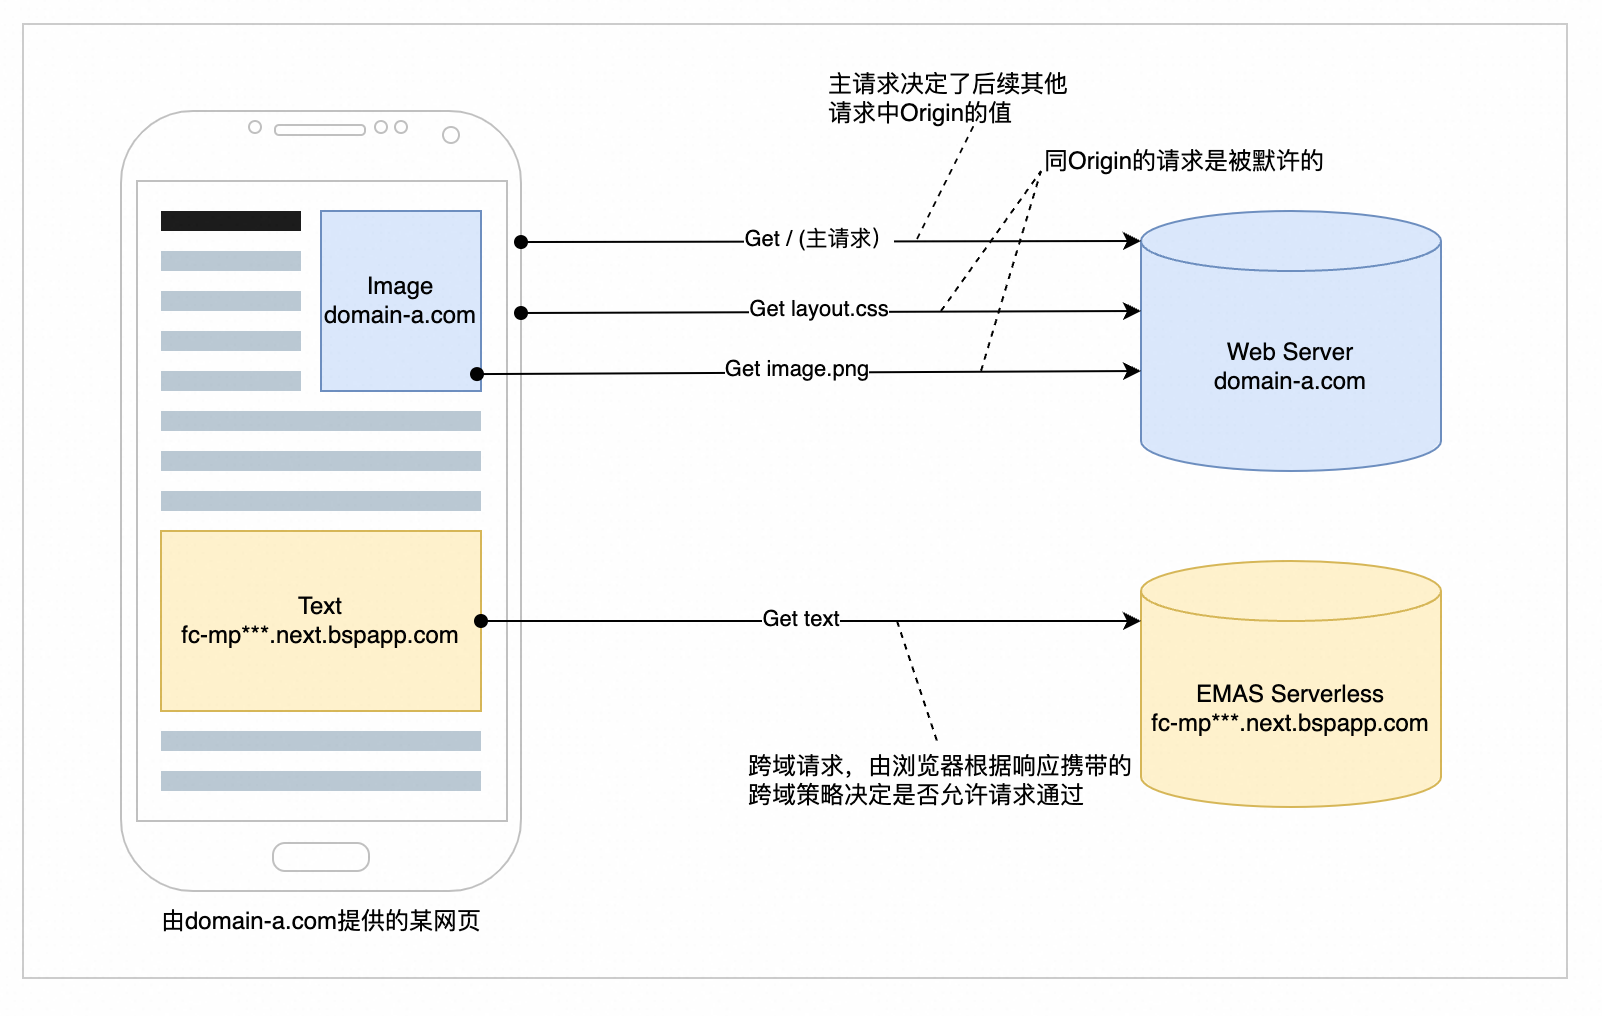 主请求决定了后续其他
请求中Origin的值
同Origin的请求是被默许的
Get / (主请求）
Image
domain-a.com
Get layout.css
Get image.png
Web Server
domain-a.com
Text
fc-mp***.next.bspapp.com
Get text
EMAS Serverless
fc-mp***.next.bspapp.com
跨域请求，由浏览器根据响应携带的
跨域策略决定是否允许请求通过
由domain-a.com提供的某网页